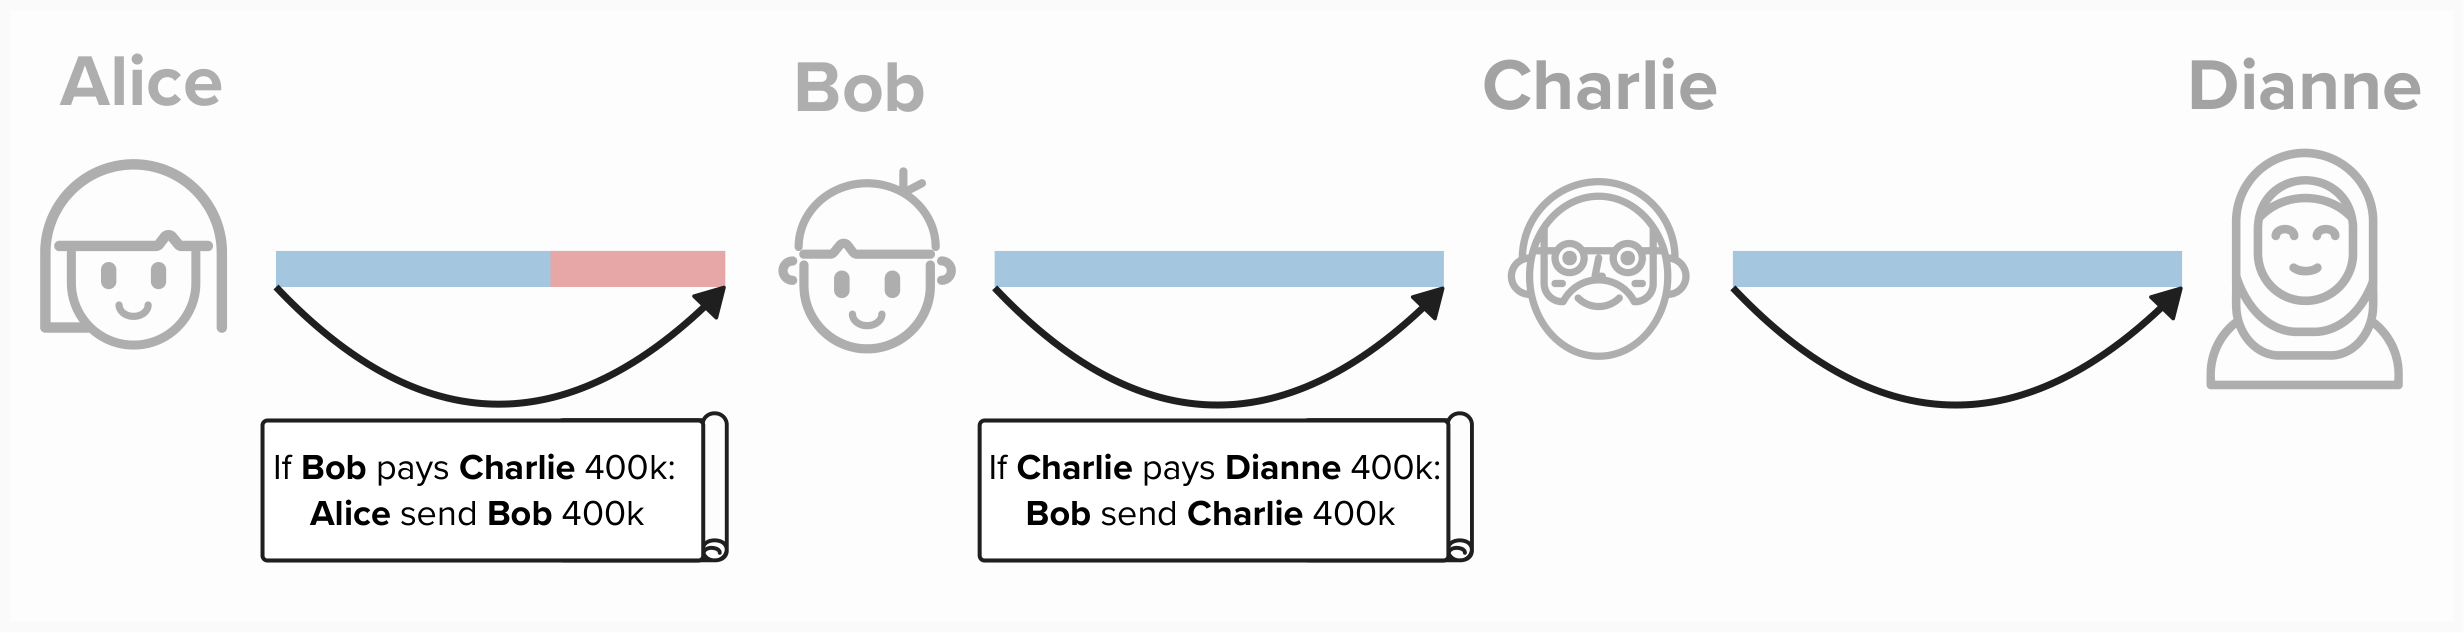 Alice
Bob
Charlie
Dianne
If Bob pays Charlie 400k:
Alice send Bob 400k
If Charlie pays Dianne 400k:
Bob send Charlie 400k